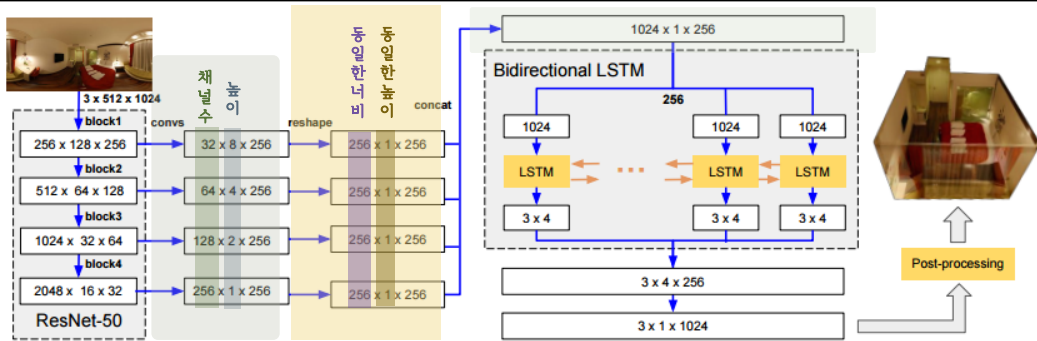 3 x 512 x 1024
block1
256 x 128 x 256
block2
512 x 64 x 128
block3
1024 x 32 x 64
block4
2048 x 16 x 32
ResNet-50
convs
채널수
높이
32 x 8 x 256
64 x 4 x 256
128 x 2 x 256
256 x 1 x 256
reshape
동일한너비
동일한높이
256 x 1 x 256
256 x 1 x 256
256 x 1 x 256
256 x 1 x 256
concat
1024 x 1 x 256
Bidirectional LSTM
256
1024
1024
1024
LSTM
...
LSTM
LSTM
3 x 4
3 x 4
3 x 4
3 x 4 x 256
3 x 1 x 1024
Post-processing